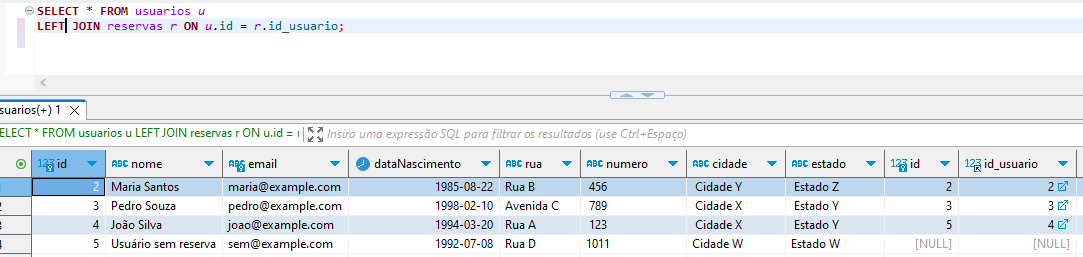 SELECT * FROM usuarios u
LEFT JOIN reservas r ON u.id = r.id_usuario;
suarios(+) 1
ELECT * FROM usuarios u LEFT JOIN reservas r ON u.id = Insira uma expressão SQL para filtrar os resultados (use Ctrl+Espaço)
123 id ABC nome ABC email dataNascimento ABC rua ABC numero ABC cidade ABC estado 123 id 123 id_usuario
2 Maria Santos maria@example.com 1985-08-22 Rua B 456 Cidade Y Estado Z 2 2
2 3 Pedro Souza pedro@example.com 1998-02-10 Avenida C 789 Cidade X Estado Y 3 3
3 4 João Silva joao@example.com 1994-03-20 Rua A 123 Cidade X Estado Y 5 4
4 5 Usuário sem reserva sem@example.com 1992-07-08 Rua D 1011 Cidade W Estado W [NULL] [NULL]